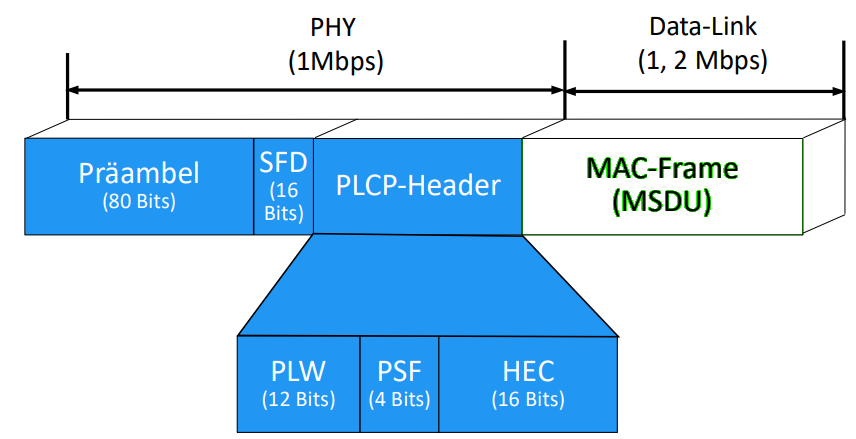 PHY
(1Mbps)
Data-Link
(1, 2 Mbps)
Präambel
(80 Bits)
SFD
(16
Bits)
PLCP-Header
MAC-Frame
(MSDU)
PLW
(12 Bits)
PSF
(4 Bits)
HEC
(16 Bits)